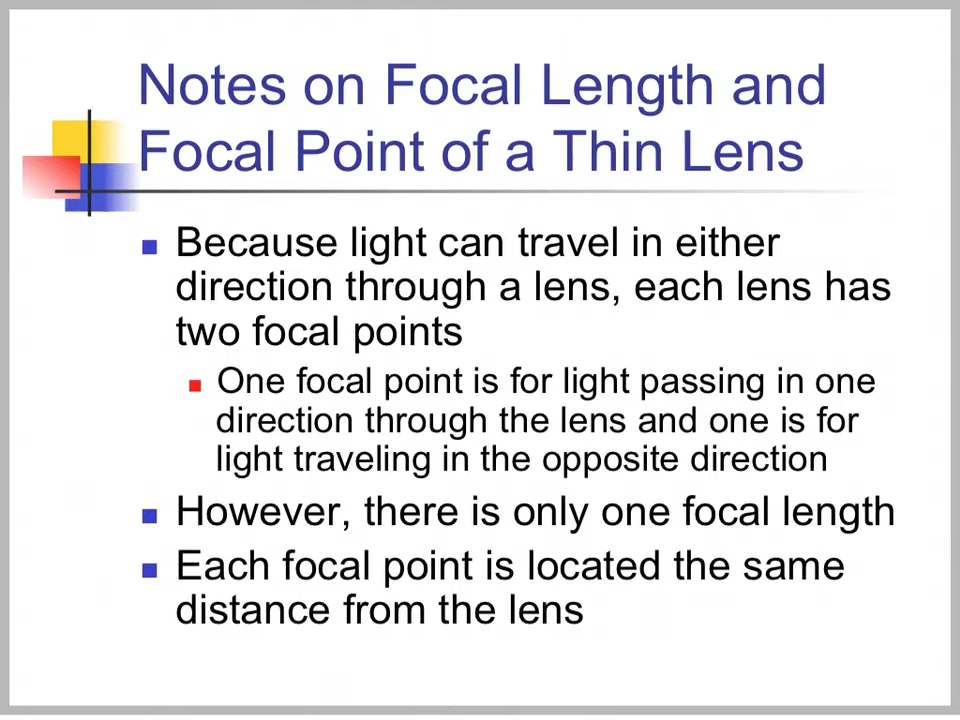 Notes on Focal Length and
Focal Point of a Thin Lens
Because light can travel in either
direction through a lens, each lens has
two focal points
One focal point is for light passing in one
direction through the lens and one is for
light traveling in the opposite direction
However, there is only one focal length
Each focal point is located the same
distance from the lens